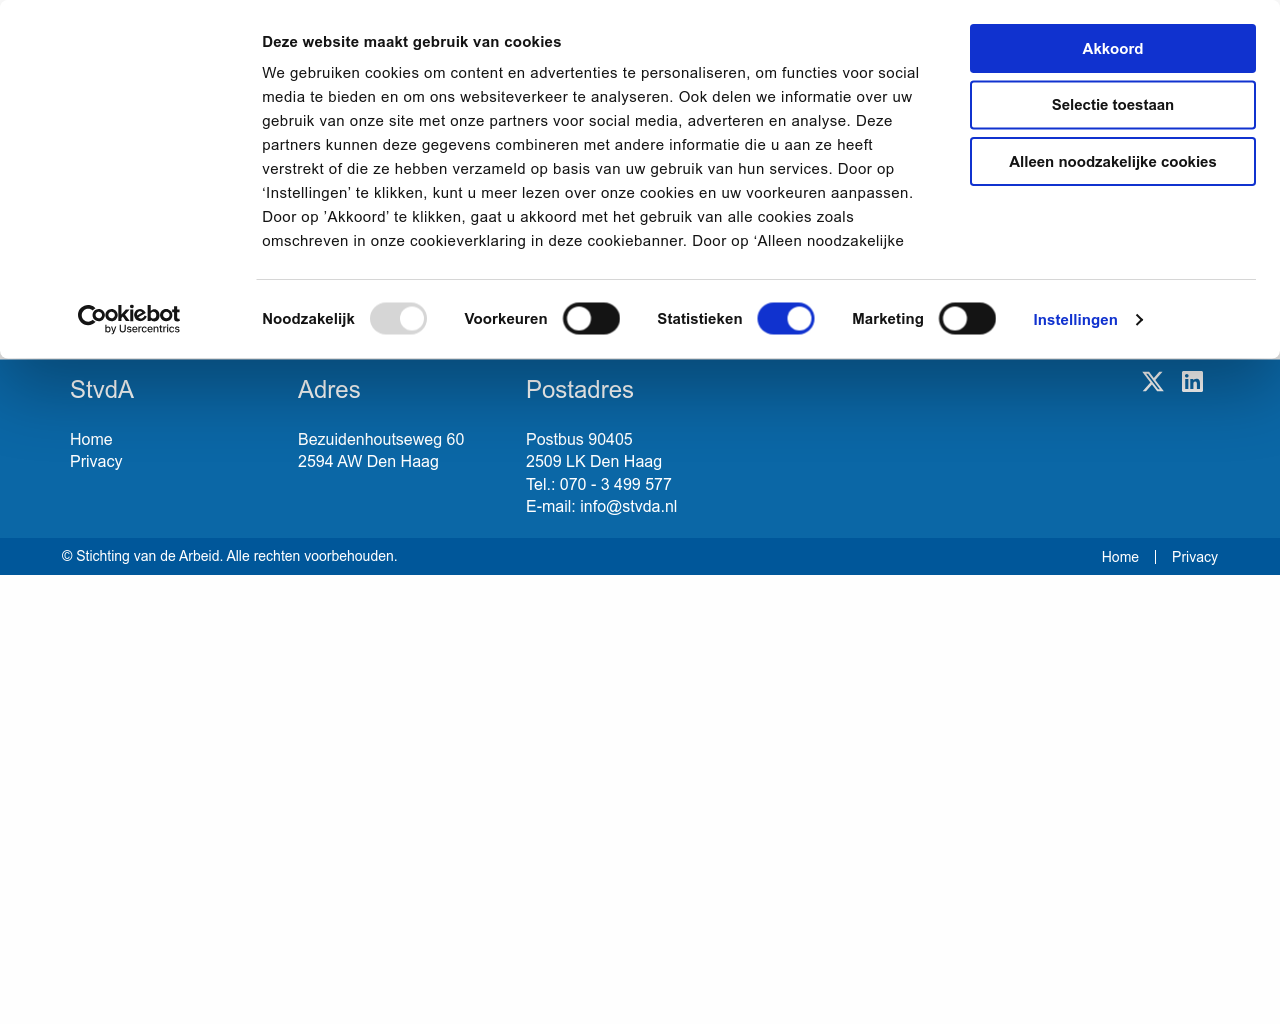 Deze website maakt gebruik van cookies
We gebruiken cookies om content en advertenties te personaliseren, om functies voor social
media te bieden en om ons websiteverkeer te analyseren. Ook delen we informatie over uw
gebruik van onze site met onze partners voor social media, adverteren en analyse. Deze
partners kunnen deze gegevens combineren met andere informatie die u aan ze heeft
verstrekt of die ze hebben verzameld op basis van uw gebruik van hun services. Door op
‘Instellingen’ te klikken, kunt u meer lezen over onze cookies en uw voorkeuren aanpassen.
Door op ’Akkoord’ te klikken, gaat u akkoord met het gebruik van alle cookies zoals
omschreven in onze cookieverklaring in deze cookiebanner. Door op ‘Alleen noodzakelijke
Akkoord
Selectie toestaan
Alleen noodzakelijke cookies
Cookiebot
by Usercentrics
Noodzakelijk
Voorkeuren
Statistieken
Marketing
Instellingen
StvdA
Home
Privacy
Adres
Bezuidenhoutseweg 60
2594 AW Den Haag
Postadres
Postbus 90405
2509 LK Den Haag
Tel.: 070 - 3 499 577
E-mail: info@stvda.nl
© Stichting van de Arbeid. Alle rechten voorbehouden.
Home
Privacy